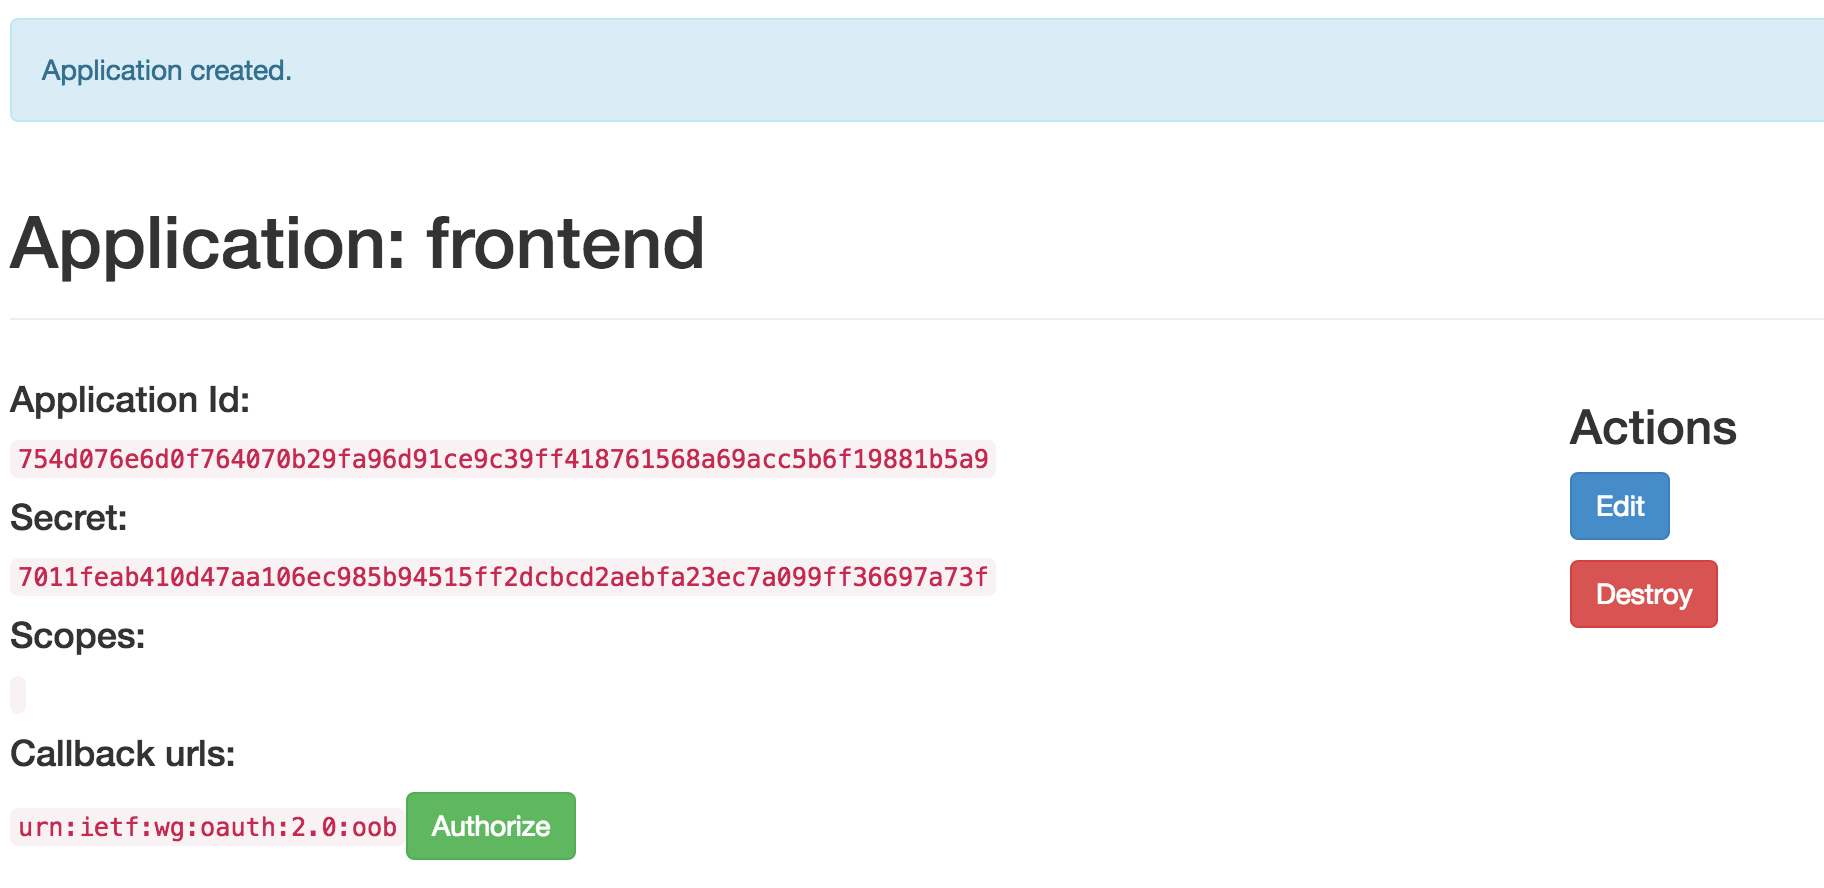 Application created.
Application: frontend
Application Id:
754d076e6d0f764070b29fa96d91ce9c39ff418761568a69acc5b6f19881b5a9
Secret:
7011feab410d47aa106ec985b94515ff2dcbcd2aebfa23ec7a099ff36697a73f
Scopes:
Callback urls:
urn:ietf:wg:oauth:2.0:oob Authorize
Actions
Edit
Destroy